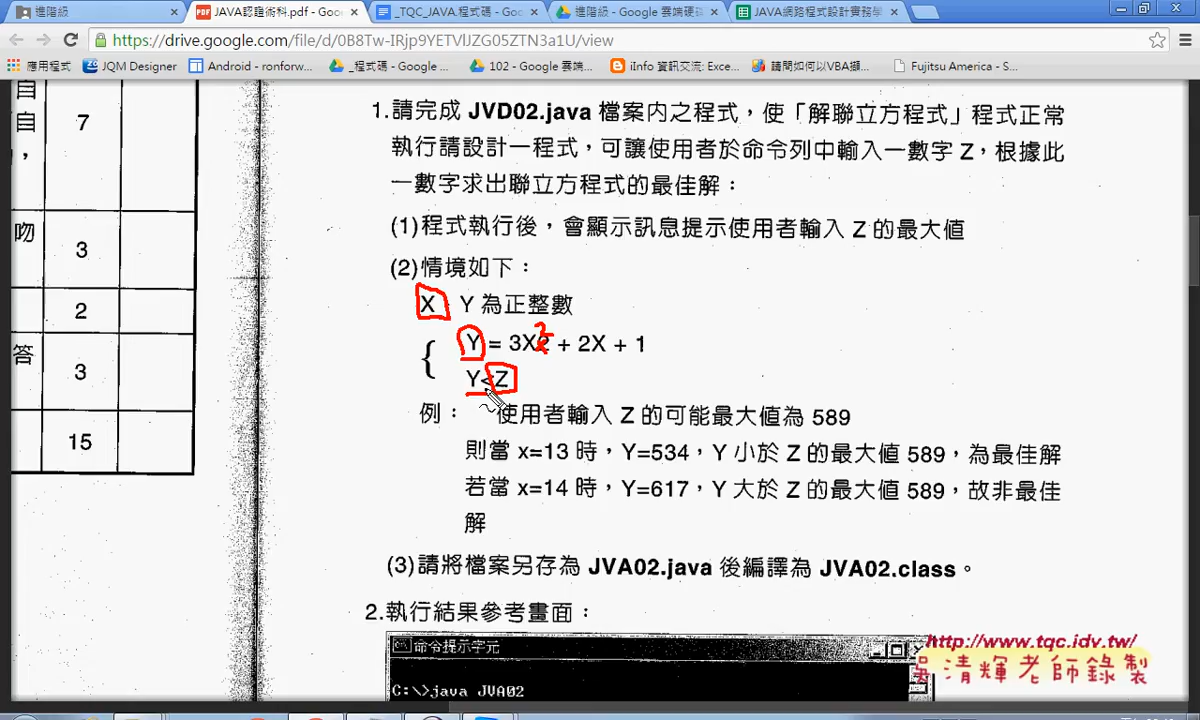 進階級
JAVA認證術科.pdf - Goo
_TQC_JAVA.程式碼 - Go
進階級 - Google 雲端硬碟
JAVA網路程式設計實務學
https://drive.google.com/file/d/0B8Tw-IRjp9YETVlJZG05ZTN3a1U/view
應用程式
JQM Designer
Android - ronforw...
_程式碼 - Google ...
102 - Google 雲端...
iInfo 資訊交流: Exce...
請問如何以VBA擷...
Fujitsu America - S...
自
自
，
7
吻
3
2
答
3
15
1.請完成 JVD02.java 檔案內之程式，使「解聯立方程式」程式正常
執行請設計一程式，可讓使用者於命令列中輸入一數字 Z，根據此
一數字求出聯立方程式的最佳解：
(1)程式執行後，會顯示訊息提示使用者輸入 Z 的最大值
(2)情境如下：
X Y 為正整數
{ Y = 3X2 + 2X + 1
Y<Z
例： 使用者輸入 Z 的可能最大值為 589
則當 x=13 時，Y=534，Y 小於 Z 的最大值 589，為最佳解
若當 x=14 時，Y=617，Y 大於 Z 的最大值 589，故非最佳
解
(3)請將檔案另存為 JVA02.java 後編譯為 JVA02.class。
2.執行結果參考畫面：
命令提示字元
C:\>java JVA02
http://www.tqc.idv.tw/
吳清輝老師錄製